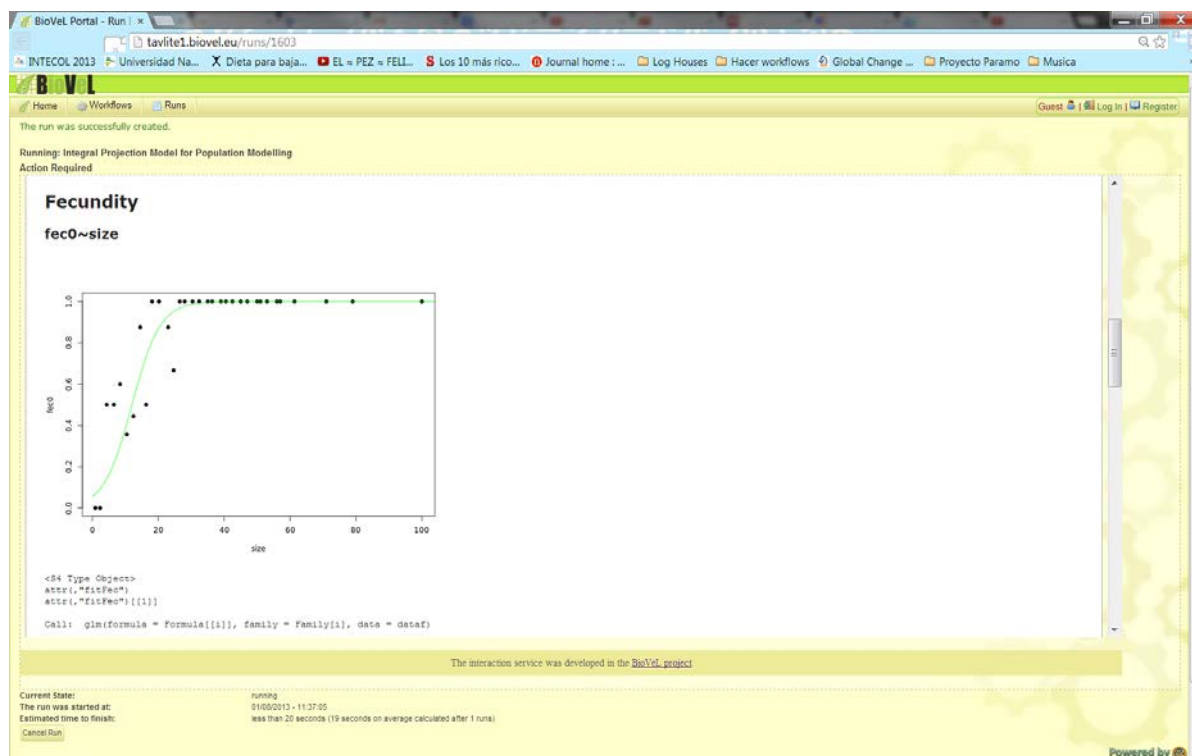 BioVeL Portal - Run
tavlite1.biovel.eu/runs/1603
INTECOL 2013 Universidad Na... Dieta para baja... EL = PEZ = FELI... Los 10 más rico... Journal home : ... Log Houses Hacer workflows Global Change ... Proyecto Paramo Musica
BioVeL
Home Workflows Runs Guest | Log In | Register
The run was successfully created.
Running: Integral Projection Model for Population Modelling
Action Required
Fecundity
fec0~size
fec0
1.0
0.8
0.6
0.4
0.2
0.0
0 20 40 60 80 100
size
<S4 Type Object>
attr(,"fitFec")
attr(,"fitFec")[[1]]
Call: glm(formula = Formula[[i]], family = Family[i], data = dataf)
The interaction service was developed in the BioVeL project
Current State: running
The run was started at: 01/08/2013 - 11:37:05
Estimated time to finish: less than 20 seconds (19 seconds on average calculated after 1 runs)
Cancel Run
Powered by